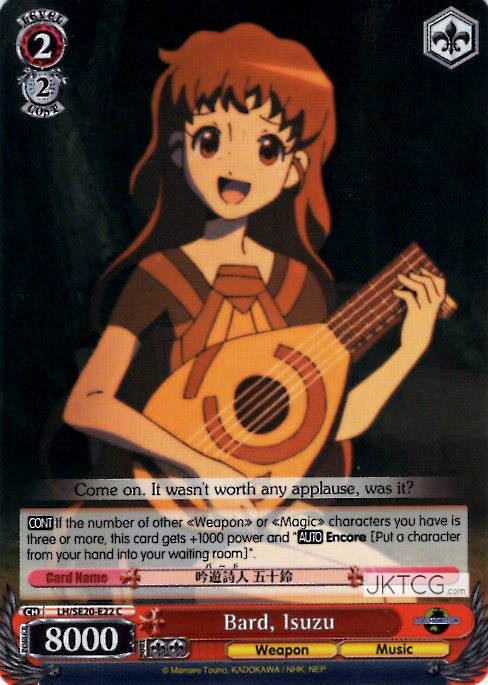 LEVEL
2
2
COST
Come on. It wasn't worth any applause, was it?
CONT If the number of other «Weapon» or «Magic» characters you have is
three or more, this card gets +1000 power and "AUTO Encore [Put a character
from your hand into your waiting room]".
バード
Card Name 吟遊詩人 五十鈴
JKTCG.com
CH LH/SE20-E22 C
POWER 8000 SOUL
Bard, Isuzu
Weapon Music
© Mamare Touno, KADOKAWA / NHK, NEP